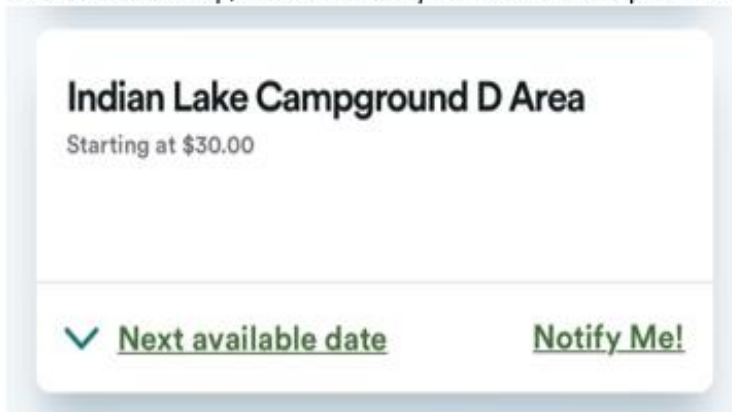 Indian Lake Campground D Area
Starting at $30.00
Next available date
Notify Me!